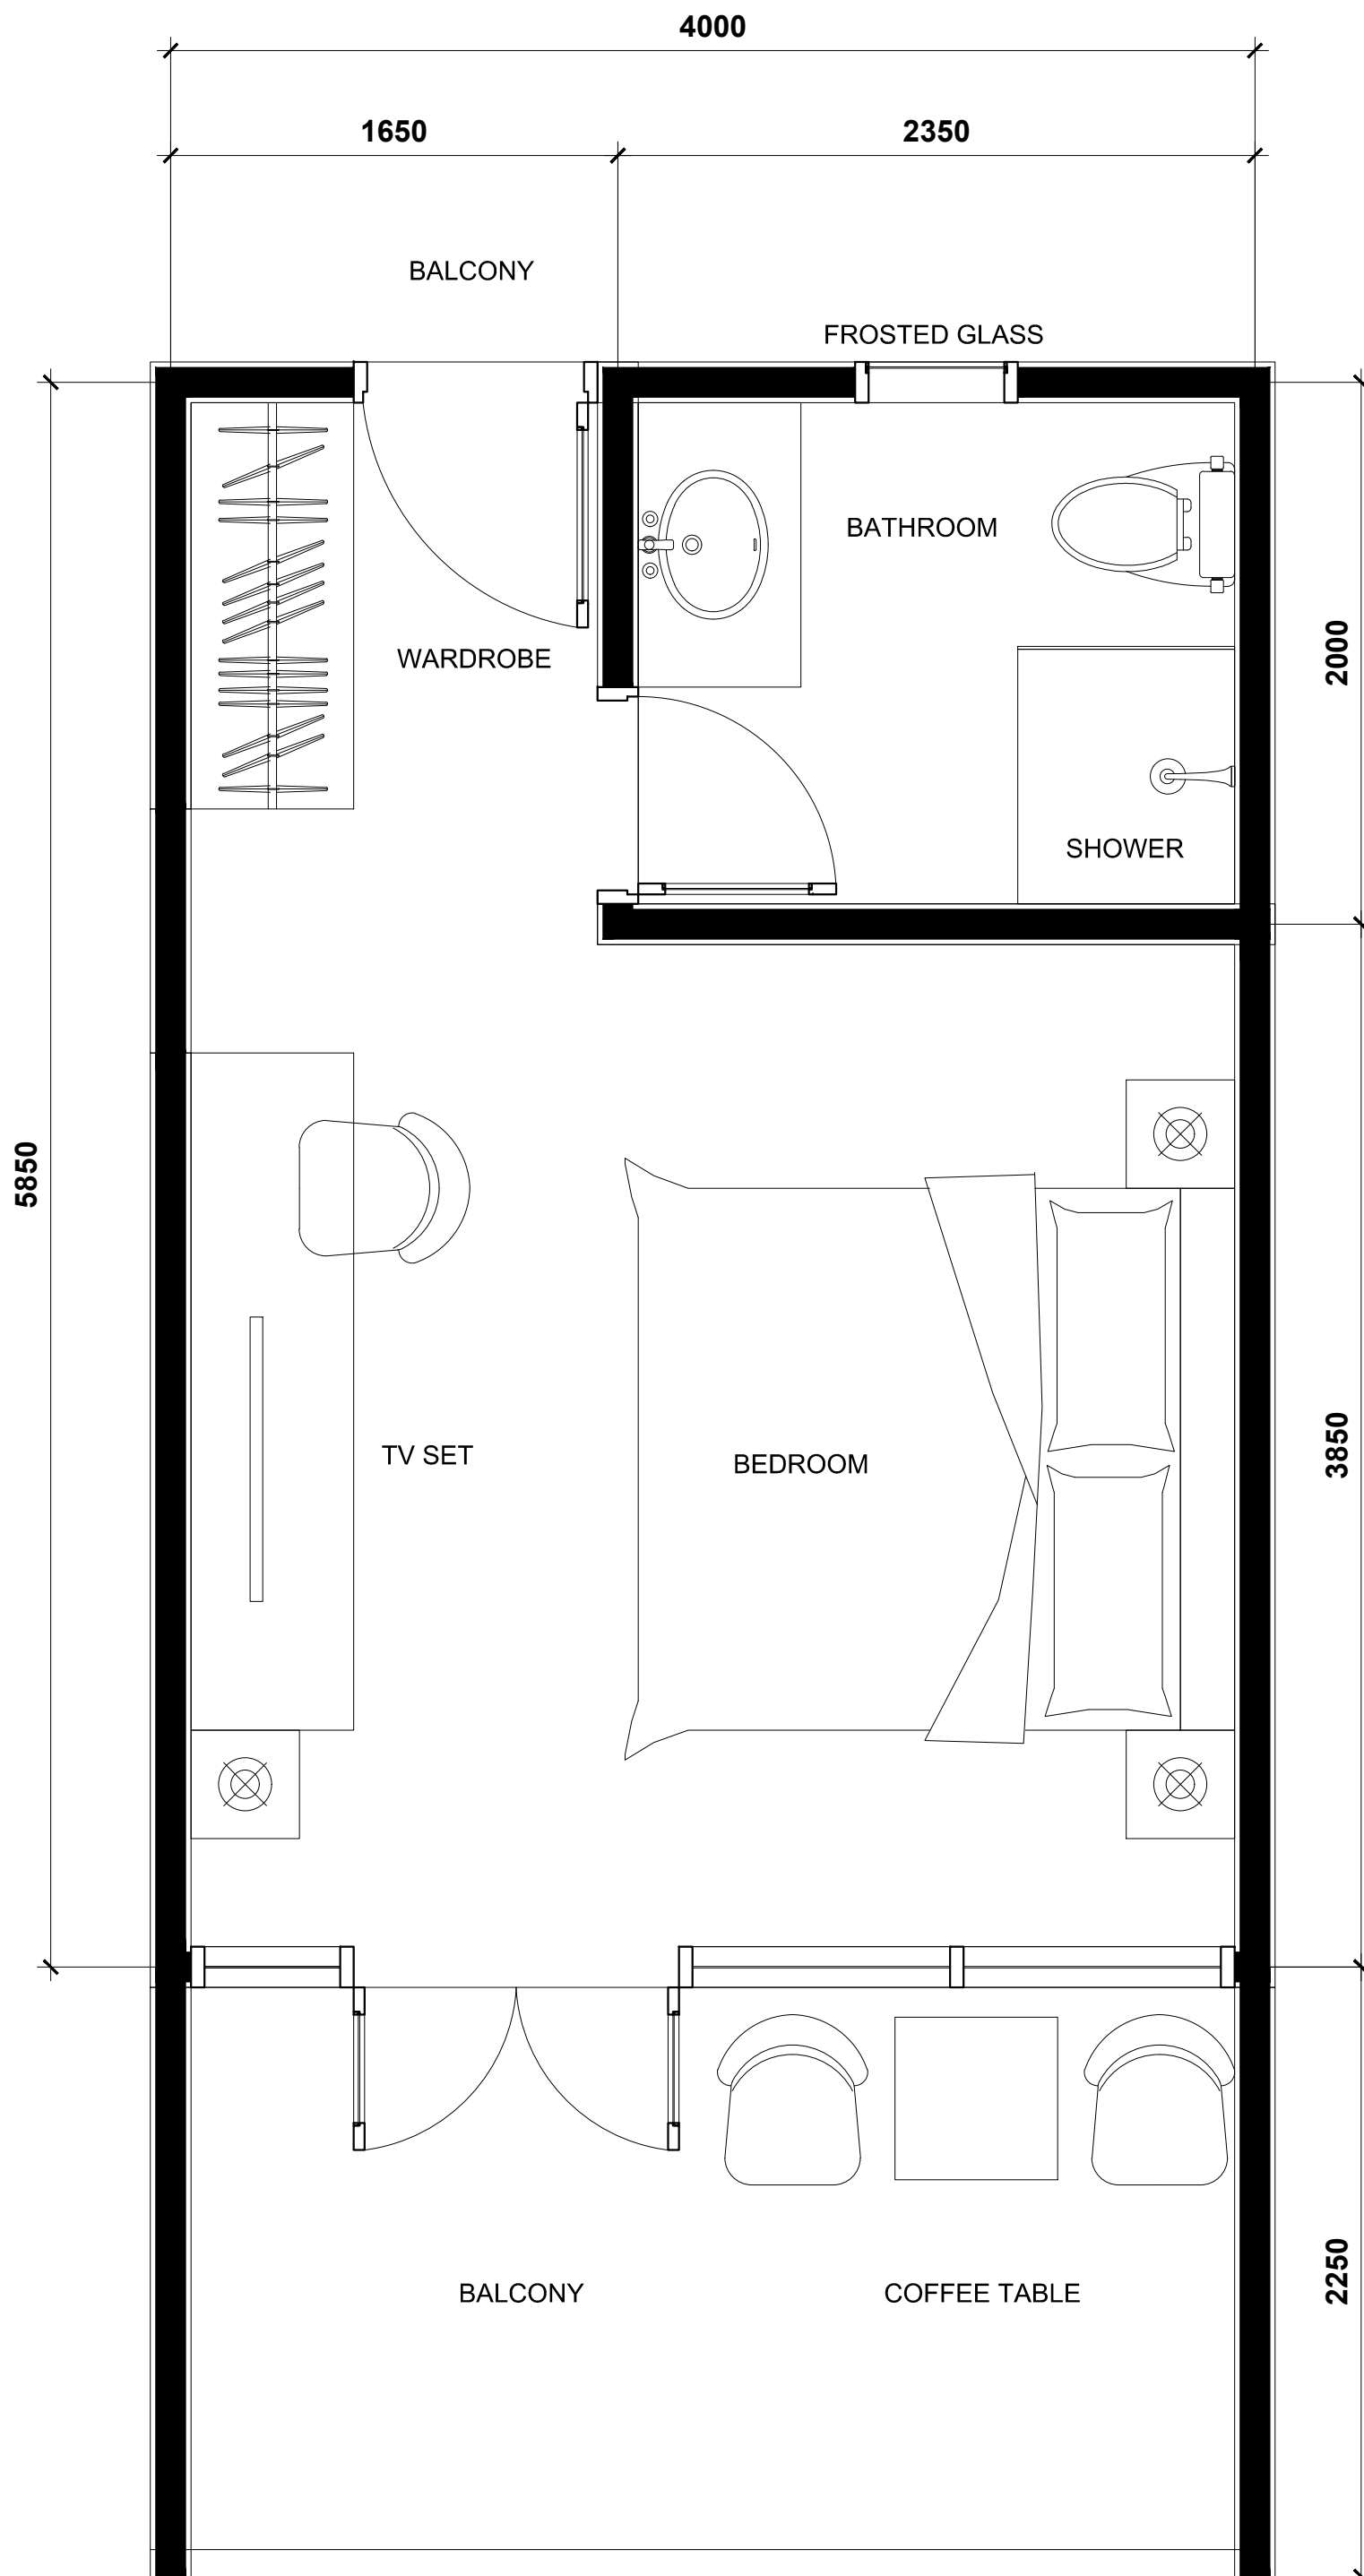 4000
1650
2350
BALCONY
FROSTED GLASS
BATHROOM
WARDROBE
2000
SHOWER
5850
3850
TV SET
BEDROOM
BALCONY
COFFEE TABLE
2250